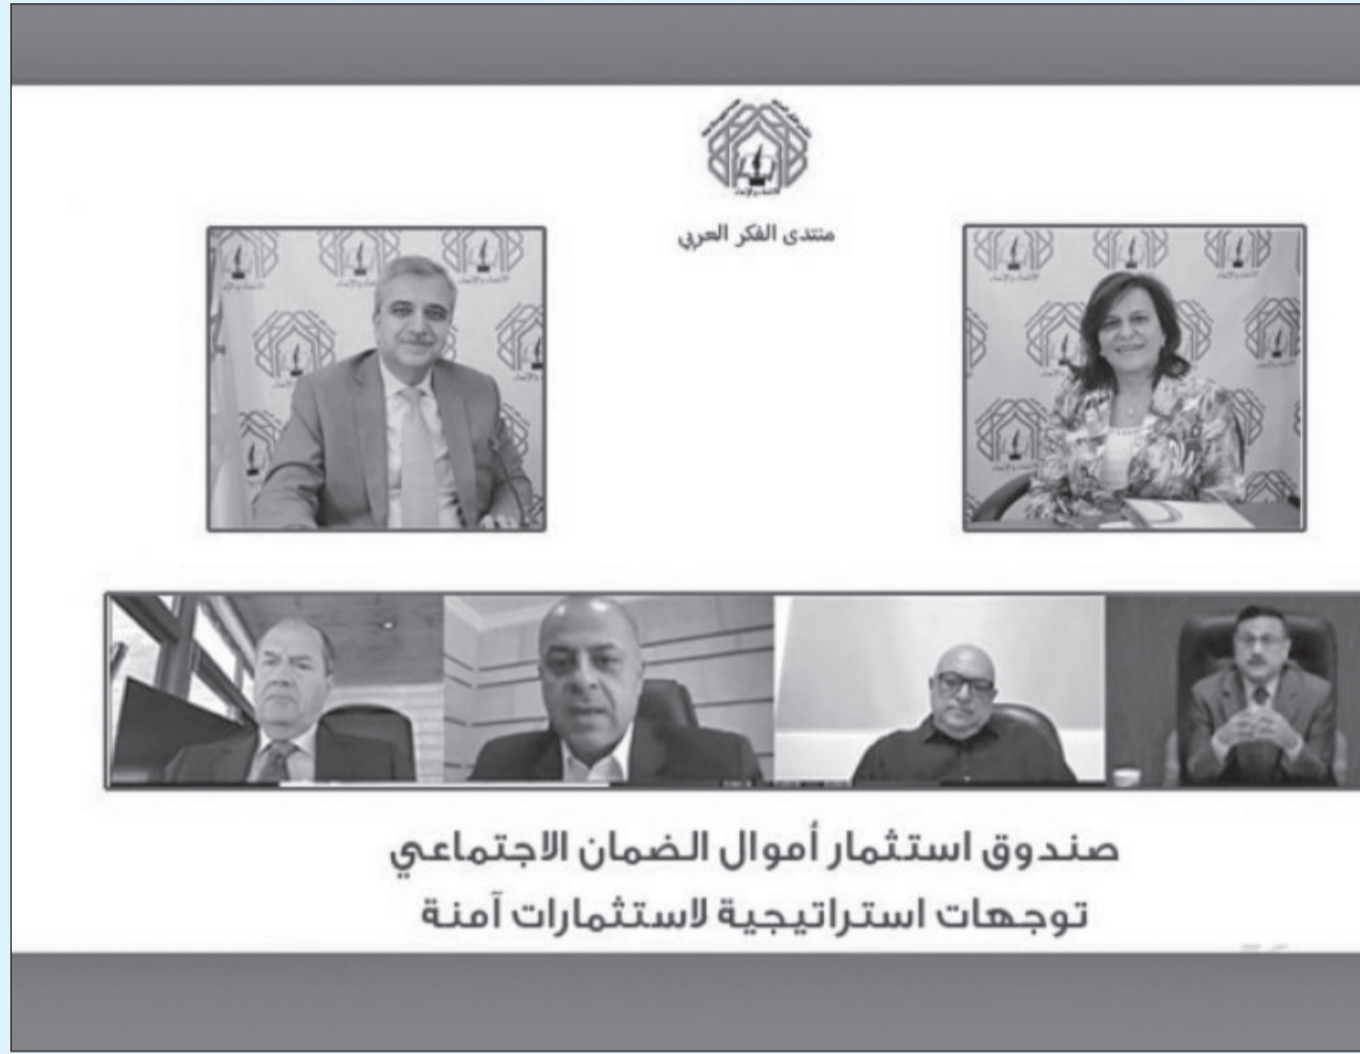 منتدى الفكر العربي
صندوق استثمار أموال الضمان الاجتماعي
توجهات استراتيجية لاستثمارات آمنة